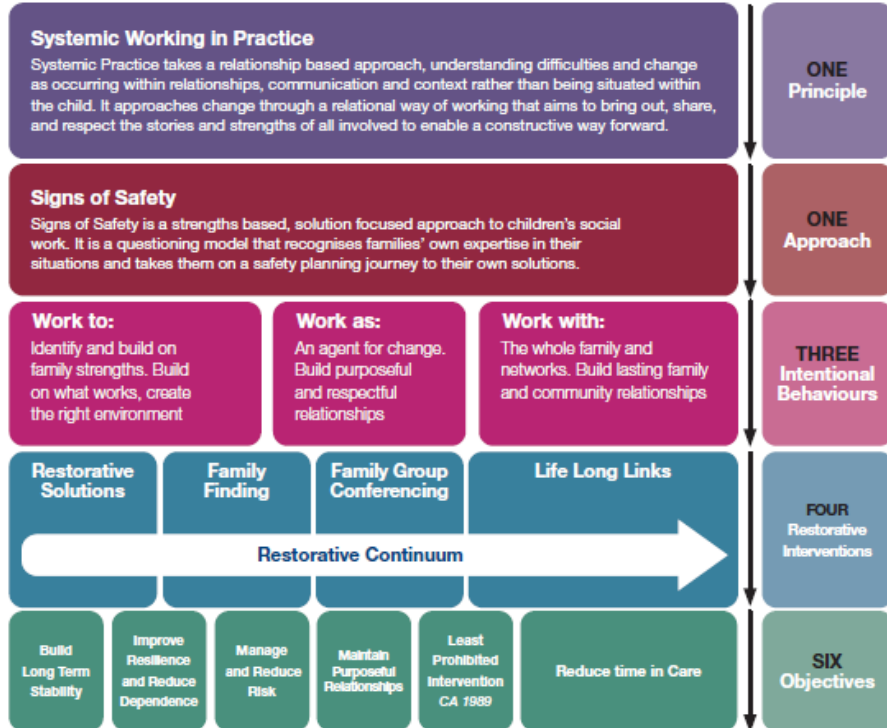 Systemic Working in Practice
Systemic Practice takes a relationship based approach, understanding difficulties and change
as occurring within relationships, communication and context rather than being situated within
the child. It approaches change through a relational way of working that aims to bring out, share,
and respect the stories and strengths of all involved to enable a constructive way forward.
ONE
Principle
Signs of Safety
Signs of Safety is a strengths based, solution focused approach to children's social
work. It is a questioning model that recognises families' own expertise in their
situations and takes them on a safety planning journey to their own solutions.
ONE
Approach
Work to:
Identify and build on
family strengths. Build
on what works, create
the right environment
Work as:
An agent for change.
Build purposeful
and respectful
relationships
Work with:
The whole family and
networks. Build lasting family
and community relationships
THREE
Intentional
Behaviours
Restorative
Solutions
Family
Finding
Family Group
Conferencing
Life Long Links
Restorative Continuum
FOUR
Restorative
Interventions
Build
Long Term
Stability
Improve
Resilience
and Reduce
Dependence
Manage
and Reduce
Risk
Maintain
Purposeful
Relationships
Least
Prohibited
Intervention
CA 1989
Reduce time in Care
SIX
Objectives